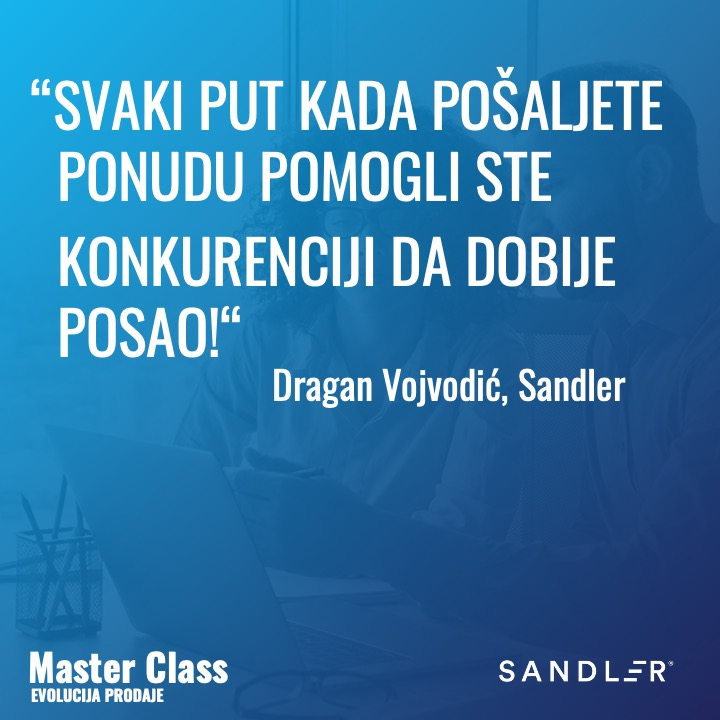 “SVAKI PUT KADA POŠALJETE
PONUDU POMOGLI STE
KONKURENCIJI DA DOBIJE
POSAO!“
Dragan Vojvodić, Sandler
Master Class
EVOLUCIJA PRODAJE
SANDLER®